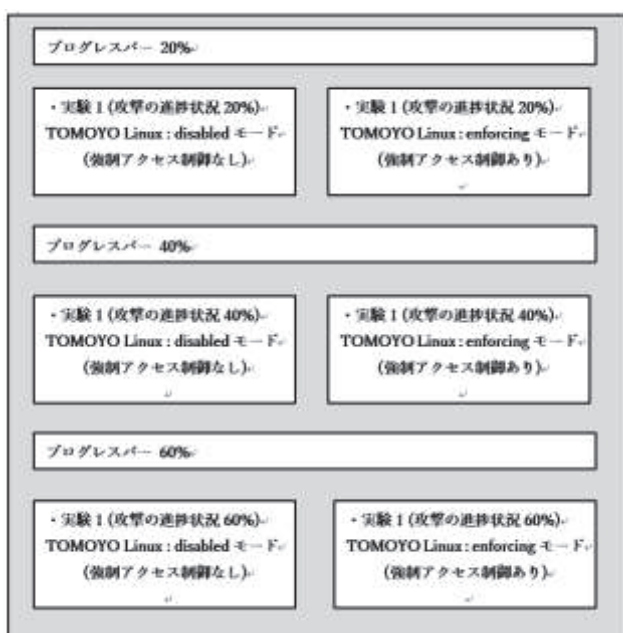 プログレスバー 20%
・実験 1 (攻撃の進捗状況 20%)
TOMOYO Linux : disabled モード
(強制アクセス制御なし)
・実験 1 (攻撃の進捗状況 20%)
TOMOYO Linux : enforcing モード
(強制アクセス制御あり)
プログレスバー 40%
・実験 1 (攻撃の進捗状況 40%)
TOMOYO Linux : disabled モード
(強制アクセス制御なし)
・実験 1 (攻撃の進捗状況 40%)
TOMOYO Linux : enforcing モード
(強制アクセス制御あり)
プログレスバー 60%
・実験 1 (攻撃の進捗状況 60%)
TOMOYO Linux : disabled モード
(強制アクセス制御なし)
・実験 1 (攻撃の進捗状況 60%)
TOMOYO Linux : enforcing モード
(強制アクセス制御あり)